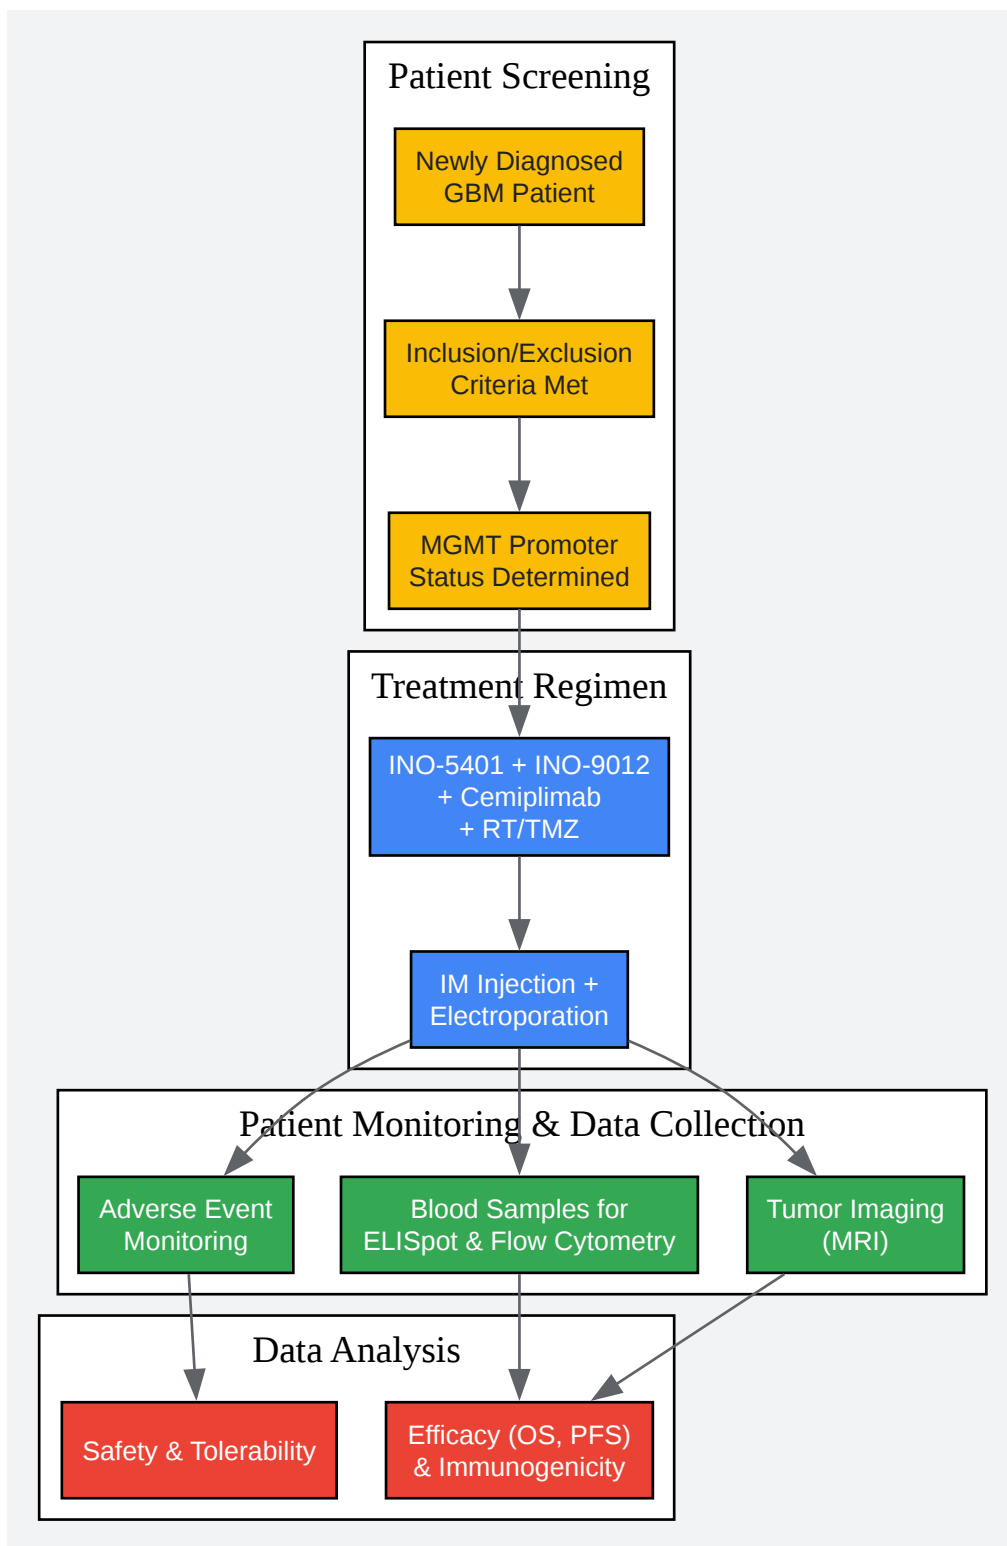 Patient Screening
Newly Diagnosed
GBM Patient
Inclusion/Exclusion
Criteria Met
MGMT Promoter
Status Determined
Treatment Regimen
INO-5401 + INO-9012
+ Cemiplimab
+ RT/TMZ
IM Injection +
Electroporation
Patient Monitoring & Data Collection
Adverse Event
Monitoring
Blood Samples for
ELISpot & Flow Cytometry
Tumor Imaging
(MRI)
Data Analysis
Safety & Tolerability
Efficacy (OS, PFS)
& Immunogenicity